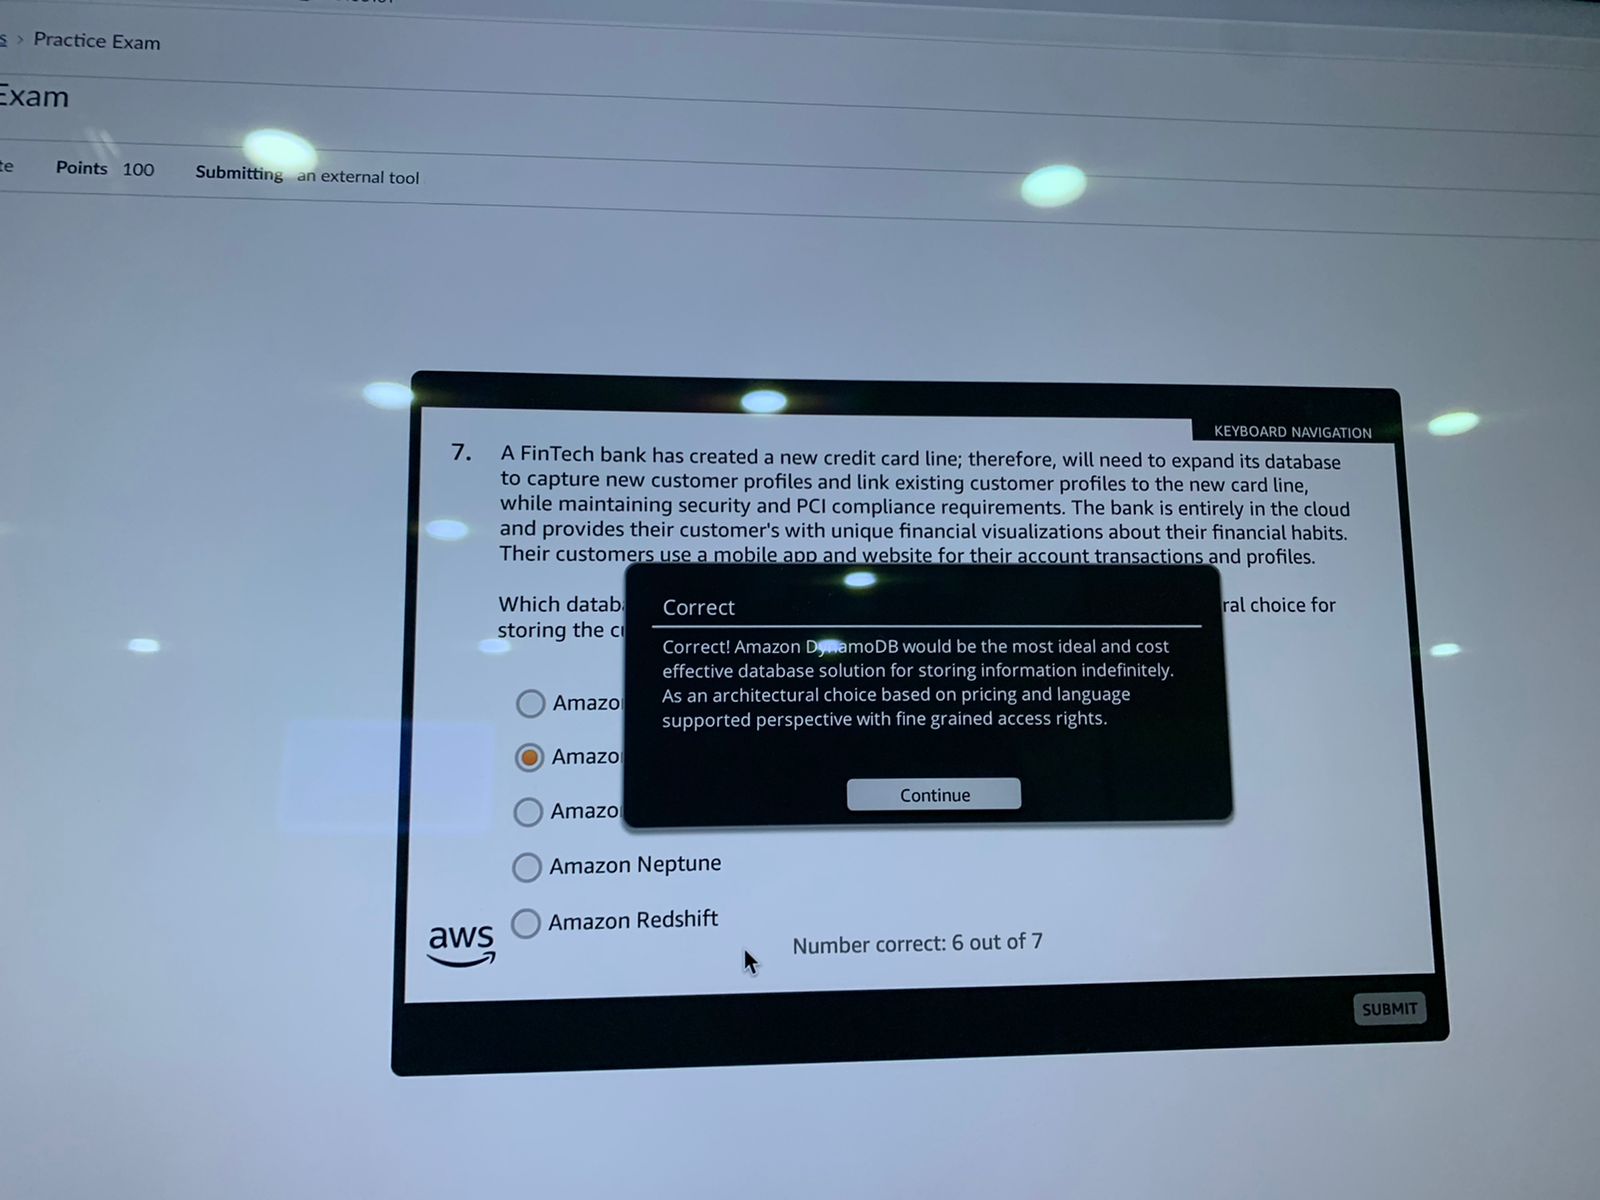 s > Practice Exam
Exam
te Points 100 Submitting an external tool
KEYBOARD NAVIGATION
7. A FinTech bank has created a new credit card line; therefore, will need to expand its database
to capture new customer profiles and link existing customer profiles to the new card line,
while maintaining security and PCI compliance requirements. The bank is entirely in the cloud
and provides their customer's with unique financial visualizations about their financial habits.
Their customers use a mobile app and website for their account transactions and profiles.
Which datab ral choice for
storing the
Correct
Correct! Amazon DynamoDB would be the most ideal and cost
effective database solution for storing information indefinitely.
As an architectural choice based on pricing and language
supported perspective with fine grained access rights.
Continue
Amazo
Amazo
Amazo
Amazon Neptune
Amazon Redshift
aws
Number correct: 6 out of 7
SUBMIT